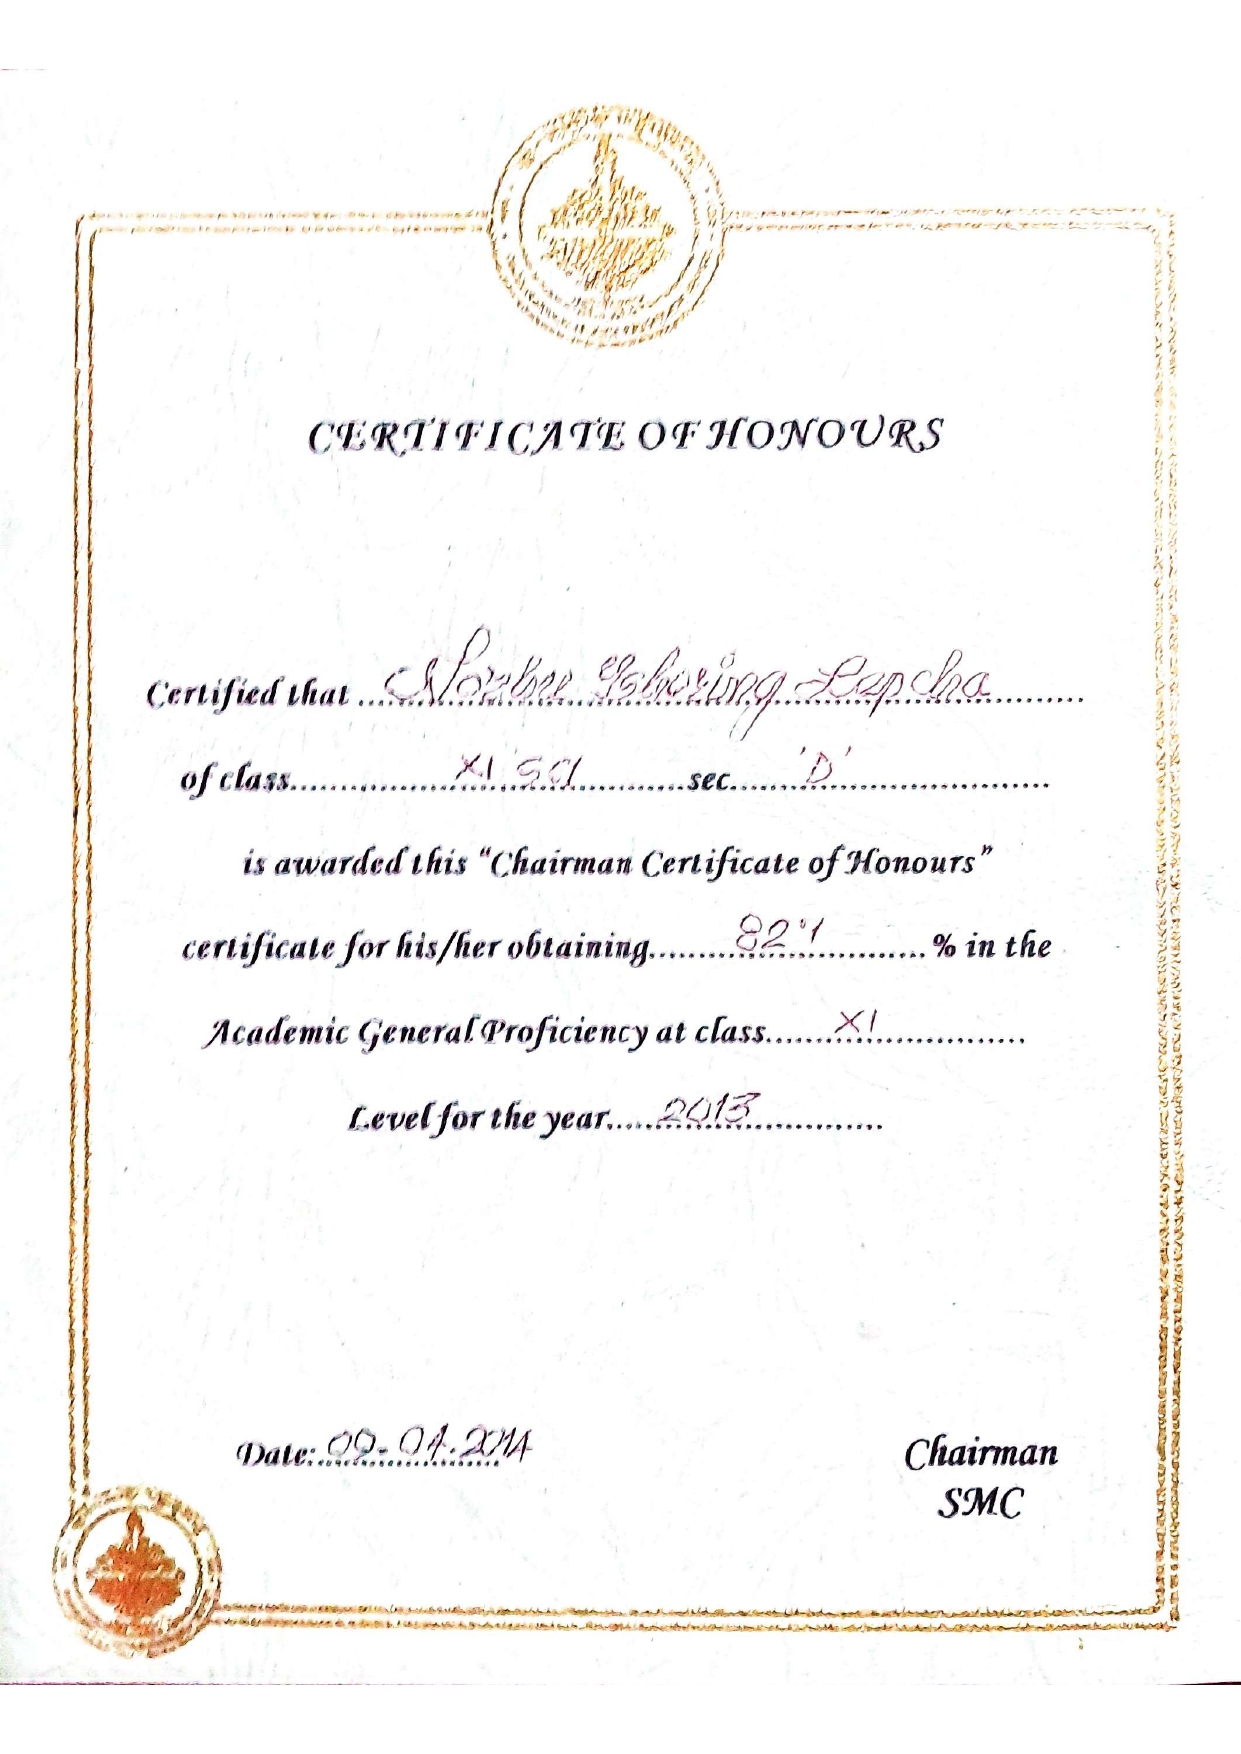 CERTIFICATE OF HONOURS
Certified that Norbu Tshering Lepcha
of class XI Sci sec 'D'
is awarded this "Chairman Certificate of Honours"
certificate for his/her obtaining 82% % in the
Academic General Proficiency at class XI
Level for the year 2013
Date: 09-04.2014
Chairman
SMC